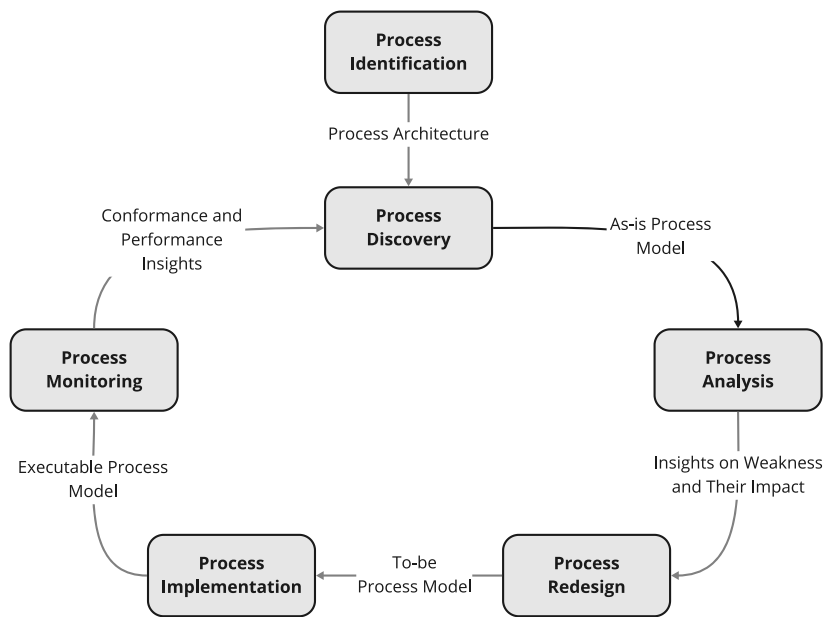 Process
Identification
Process Architecture
Process
Discovery
As-is Process
Model
Process
Analysis
Insights on Weakness
and Their Impact
Process
Redesign
To-be
Process Model
Process
Implementation
Executable Process
Model
Process
Monitoring
Conformance and
Performance
Insights